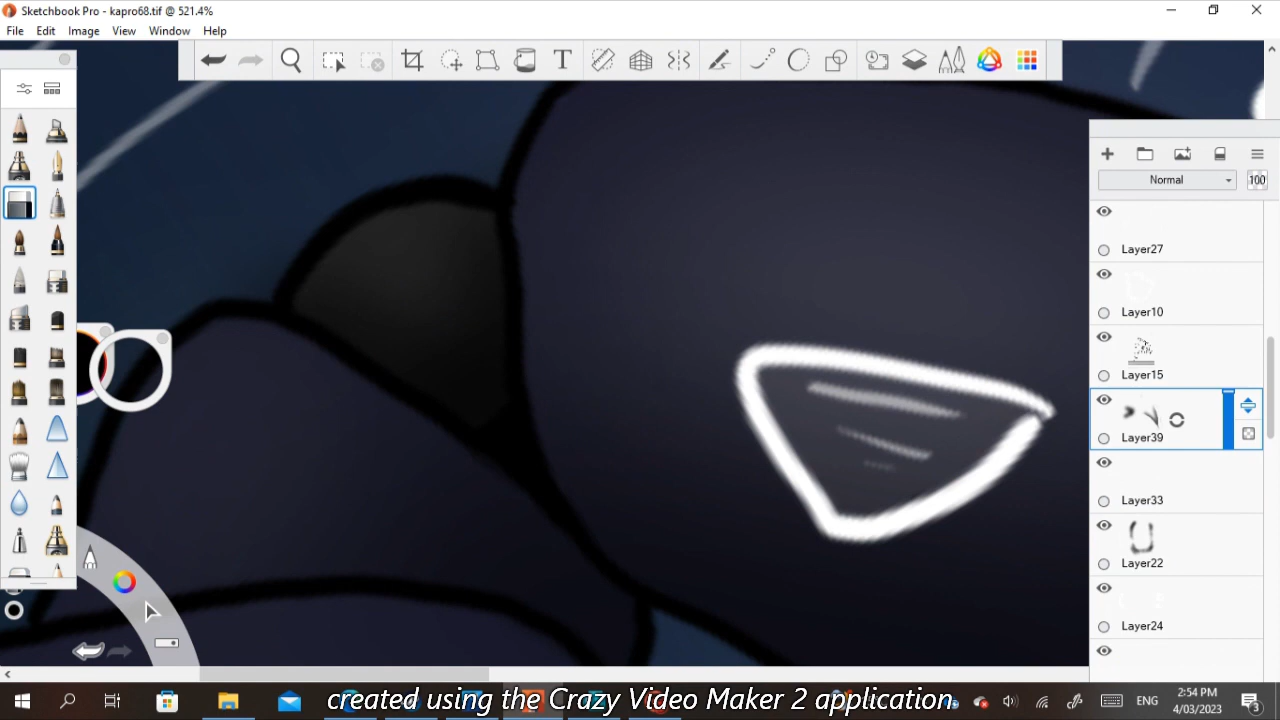 Sketchbook Pro - kapro68.tif @ 521.4%
File Edit Image View Window Help
T
Normal 100
Layer27
Layer10
Layer15
Layer39
Layer33
Layer22
Layer24
created using the Crazy Video Maker 2 application.
ENG
2:54 PM
4/03/2023
3